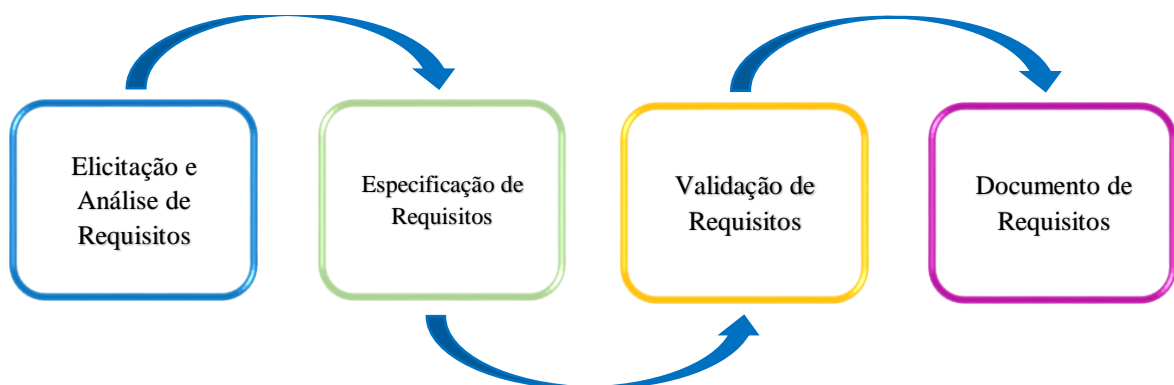 Elicitação e
Análise de
Requisitos
Especificação de
Requisitos
Validação de
Requisitos
Documento de
Requisitos